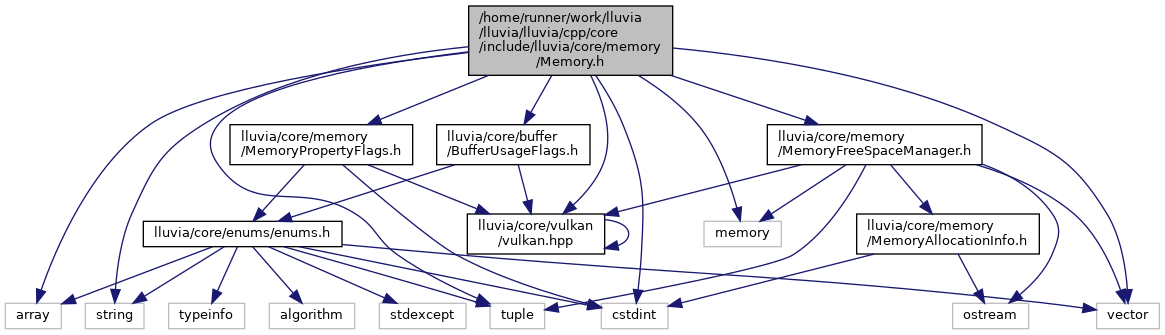 /home/runner/work/lluvia
/lluvia/lluvia/cpp/core
/include/lluvia/core/memory
/Memory.h
lluvia/core/memory
/MemoryPropertyFlags.h
lluvia/core/buffer
/BufferUsageFlags.h
lluvia/core/memory
/MemoryFreeSpaceManager.h
lluvia/core/enums/enums.h
lluvia/core/vulkan
/vulkan.hpp
memory
lluvia/core/memory
/MemoryAllocationInfo.h
array
string
typeinfo
algorithm
stdexcept
tuple
cstdint
ostream
vector